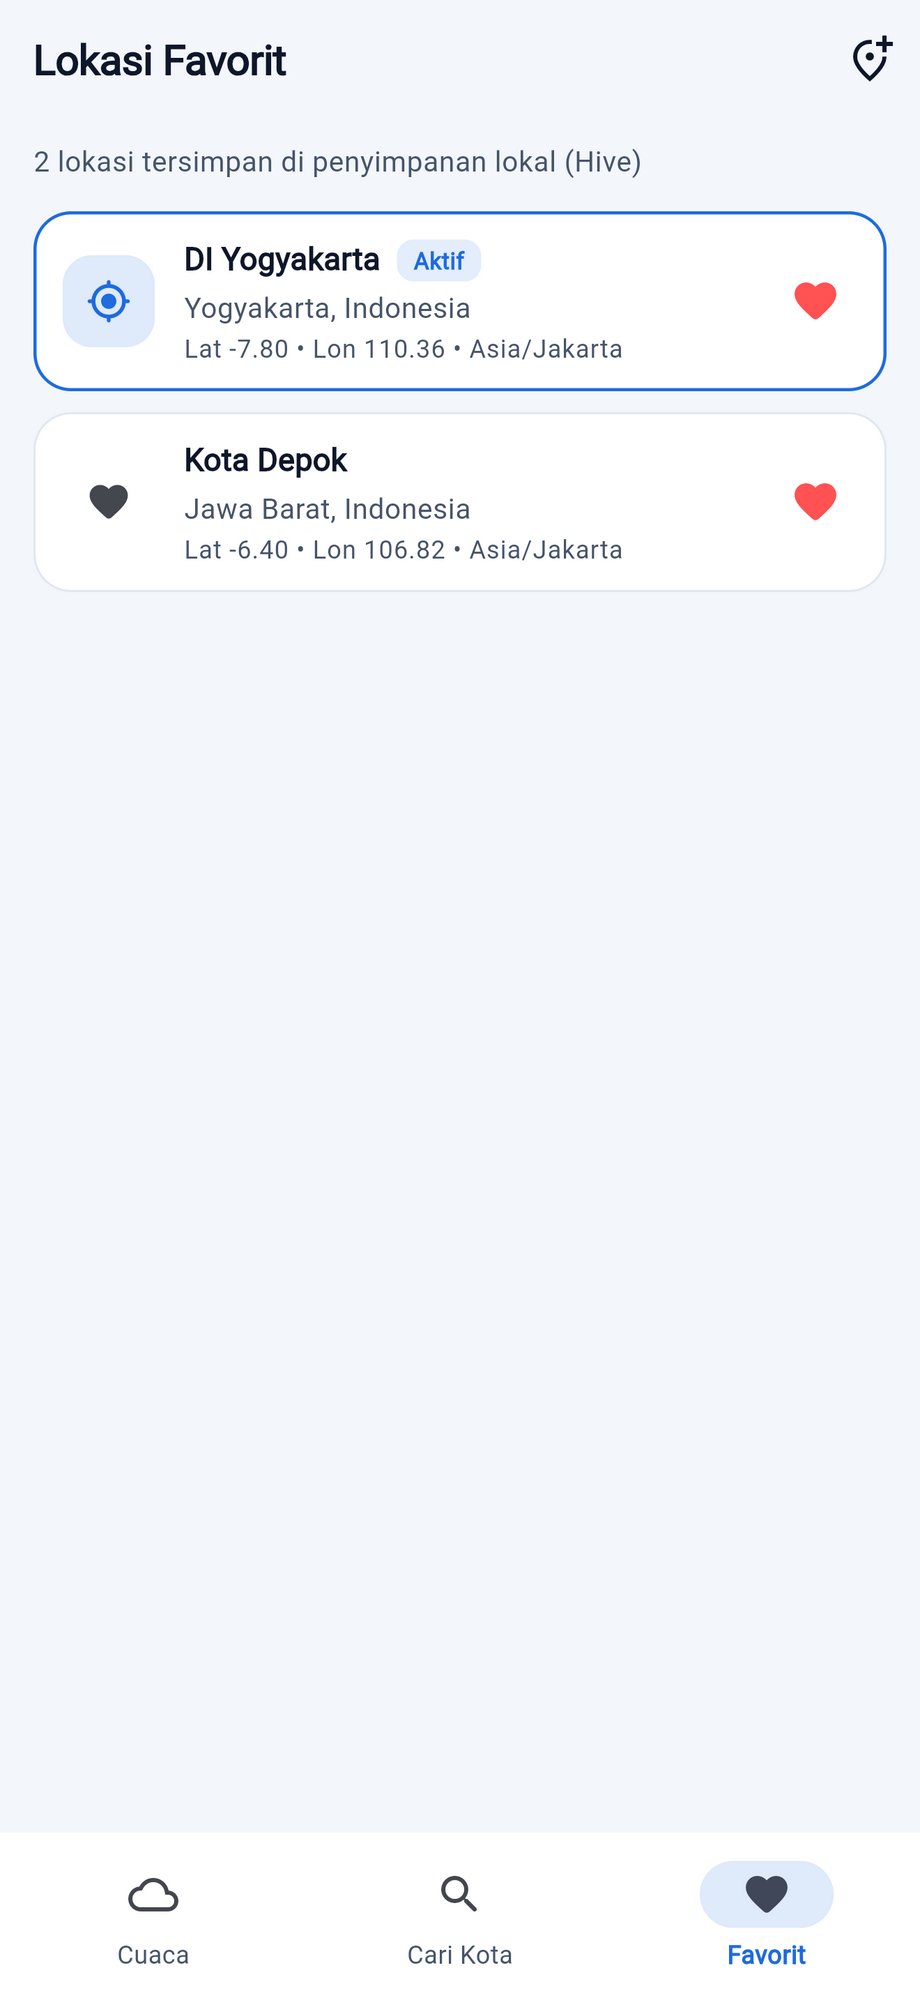 Lokasi Favorit
2 lokasi tersimpan di penyimpanan lokal (Hive)
DI Yogyakarta Aktif
Yogyakarta, Indonesia
Lat -7.80 • Lon 110.36 • Asia/Jakarta
Kota Depok
Jawa Barat, Indonesia
Lat -6.40 • Lon 106.82 • Asia/Jakarta
Cuaca Cari Kota Favorit